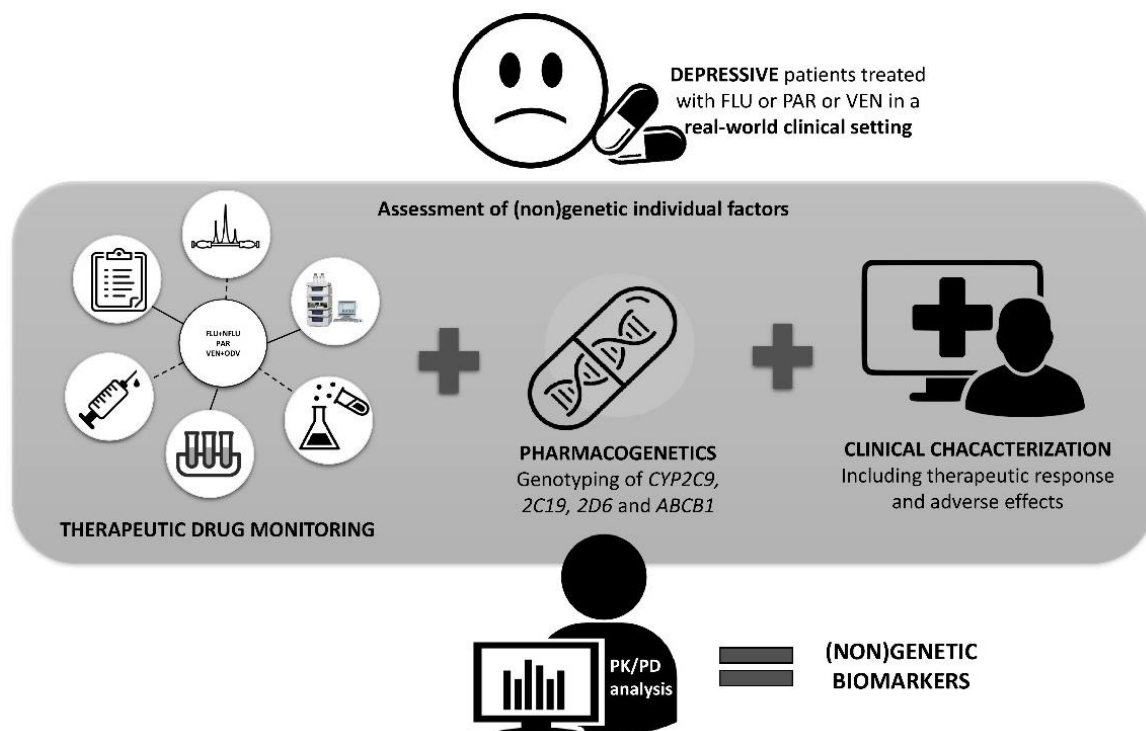 DEPRESSIVE patients treated
with FLU or PAR or VEN in a
real-world clinical setting
Assessment of (non)genetic individual factors
FLU+NFLU
PAR
VEN+ODV
THERAPEUTIC DRUG MONITORING
PHARMACOGENETICS
Genotyping of CYP2C9,
2C19, 2D6 and ABCB1
CLINICAL CHACACTERIZATION
Including therapeutic response
and adverse effects
PK/PD
analysis
(NON)GENETIC
BIOMARKERS